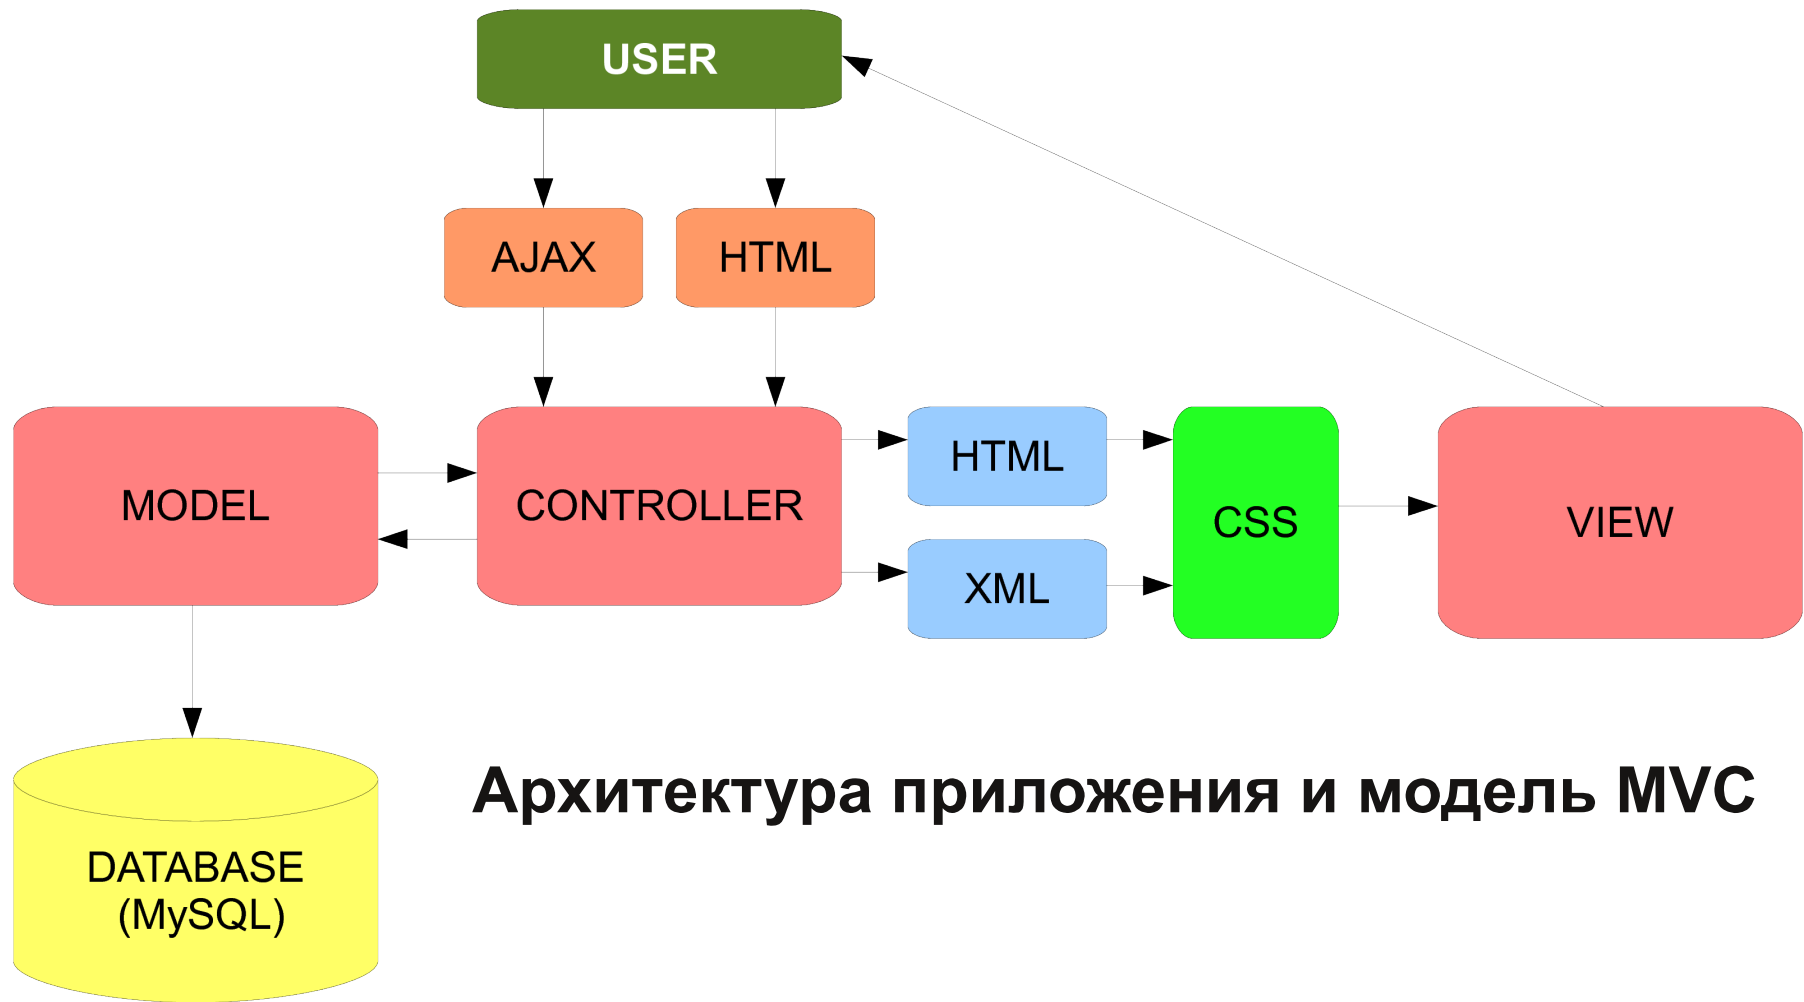 USER
AJAX
HTML
MODEL
CONTROLLER
HTML
XML
CSS
VIEW
DATABASE
(MySQL)
Архитектура приложения и модель MVC